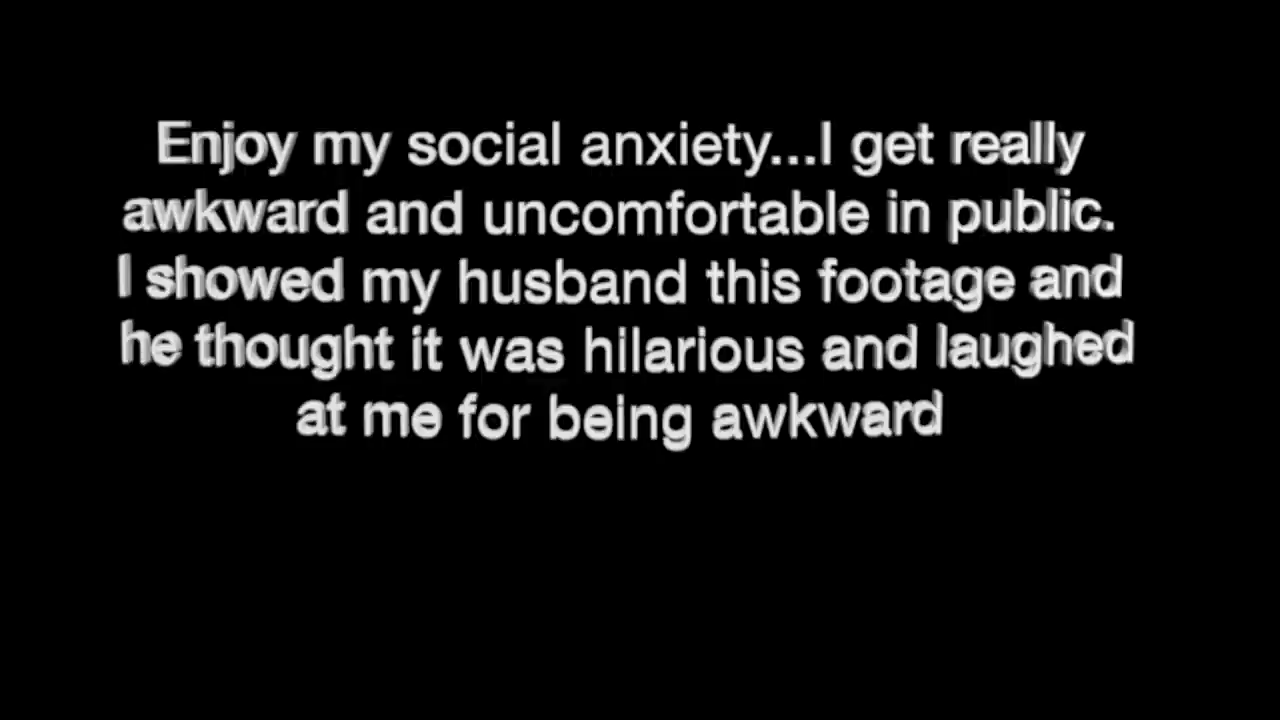 Enjoy my social anxiety...I get really
awkward and uncomfortable in public.
I showed my husband this footage and
he thought it was hilarious and laughed
at me for being awkward